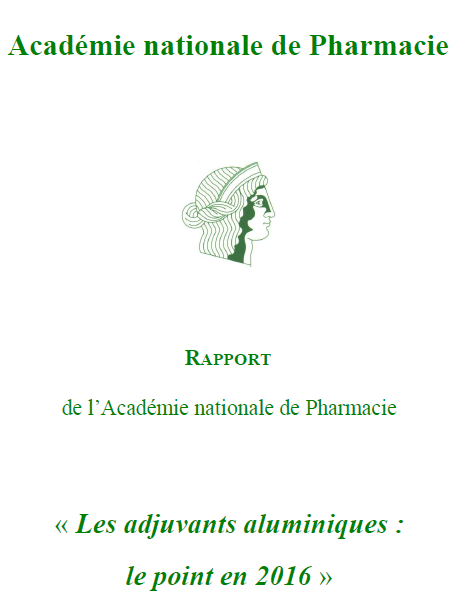 Académie nationale de Pharmacie
RAPPORT
de l’Académie nationale de Pharmacie
« Les adjuvants aluminiques :
le point en 2016 »